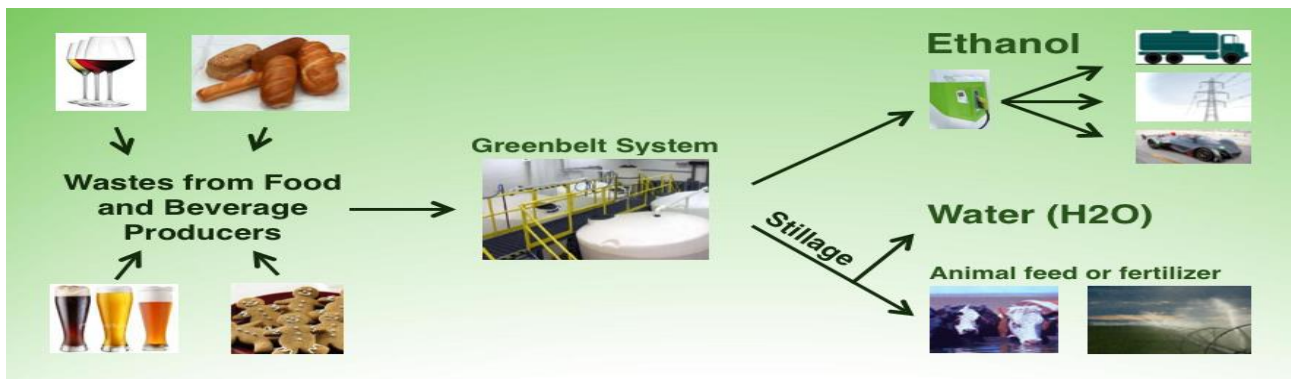 Wastes from Food
and Beverage
Producers
Greenbelt System
Stillage
Ethanol
Water (H2O)
Animal feed or fertilizer